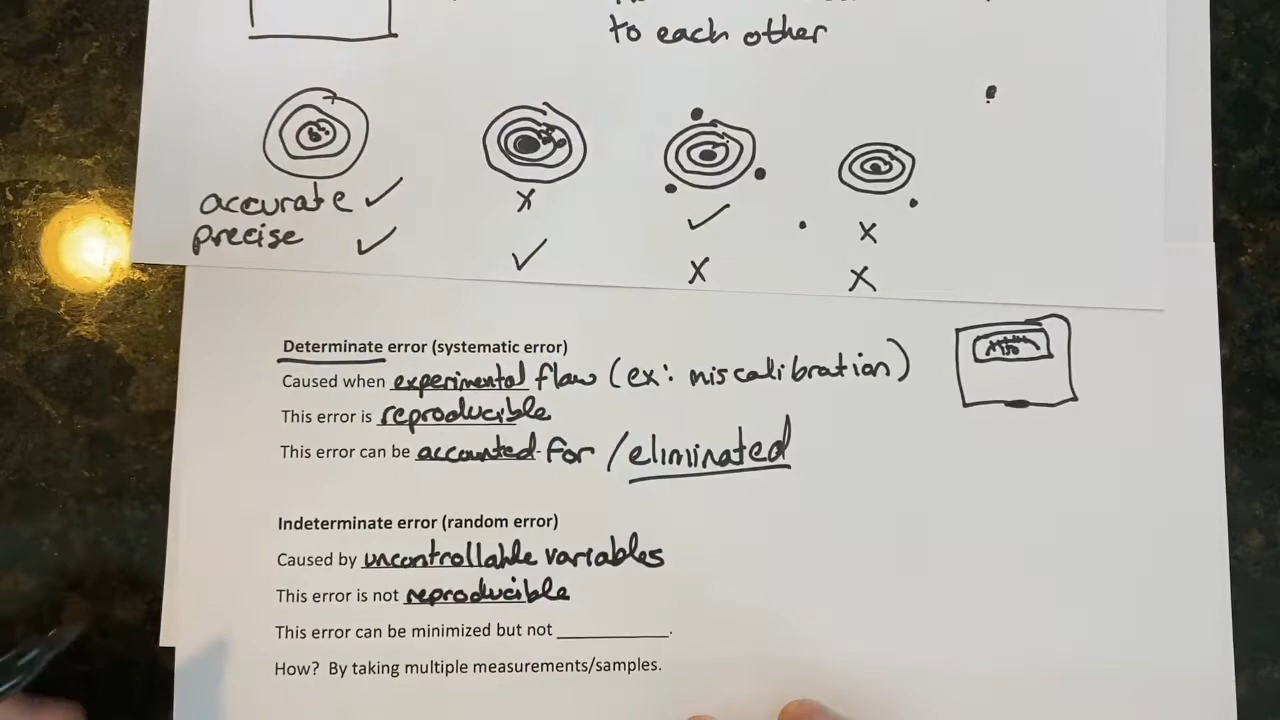 to each other
accurate ✓ x ✓ x
precise ✓ ✓ x x
Determinate error (systematic error)
Caused when experimental flaw (ex: miscalibration)
This error is reproducible
This error can be accounted for / eliminated
Indeterminate error (random error)
Caused by uncontrollable variables
This error is not reproducible
This error can be minimized but not __________.
How? By taking multiple measurements/samples.